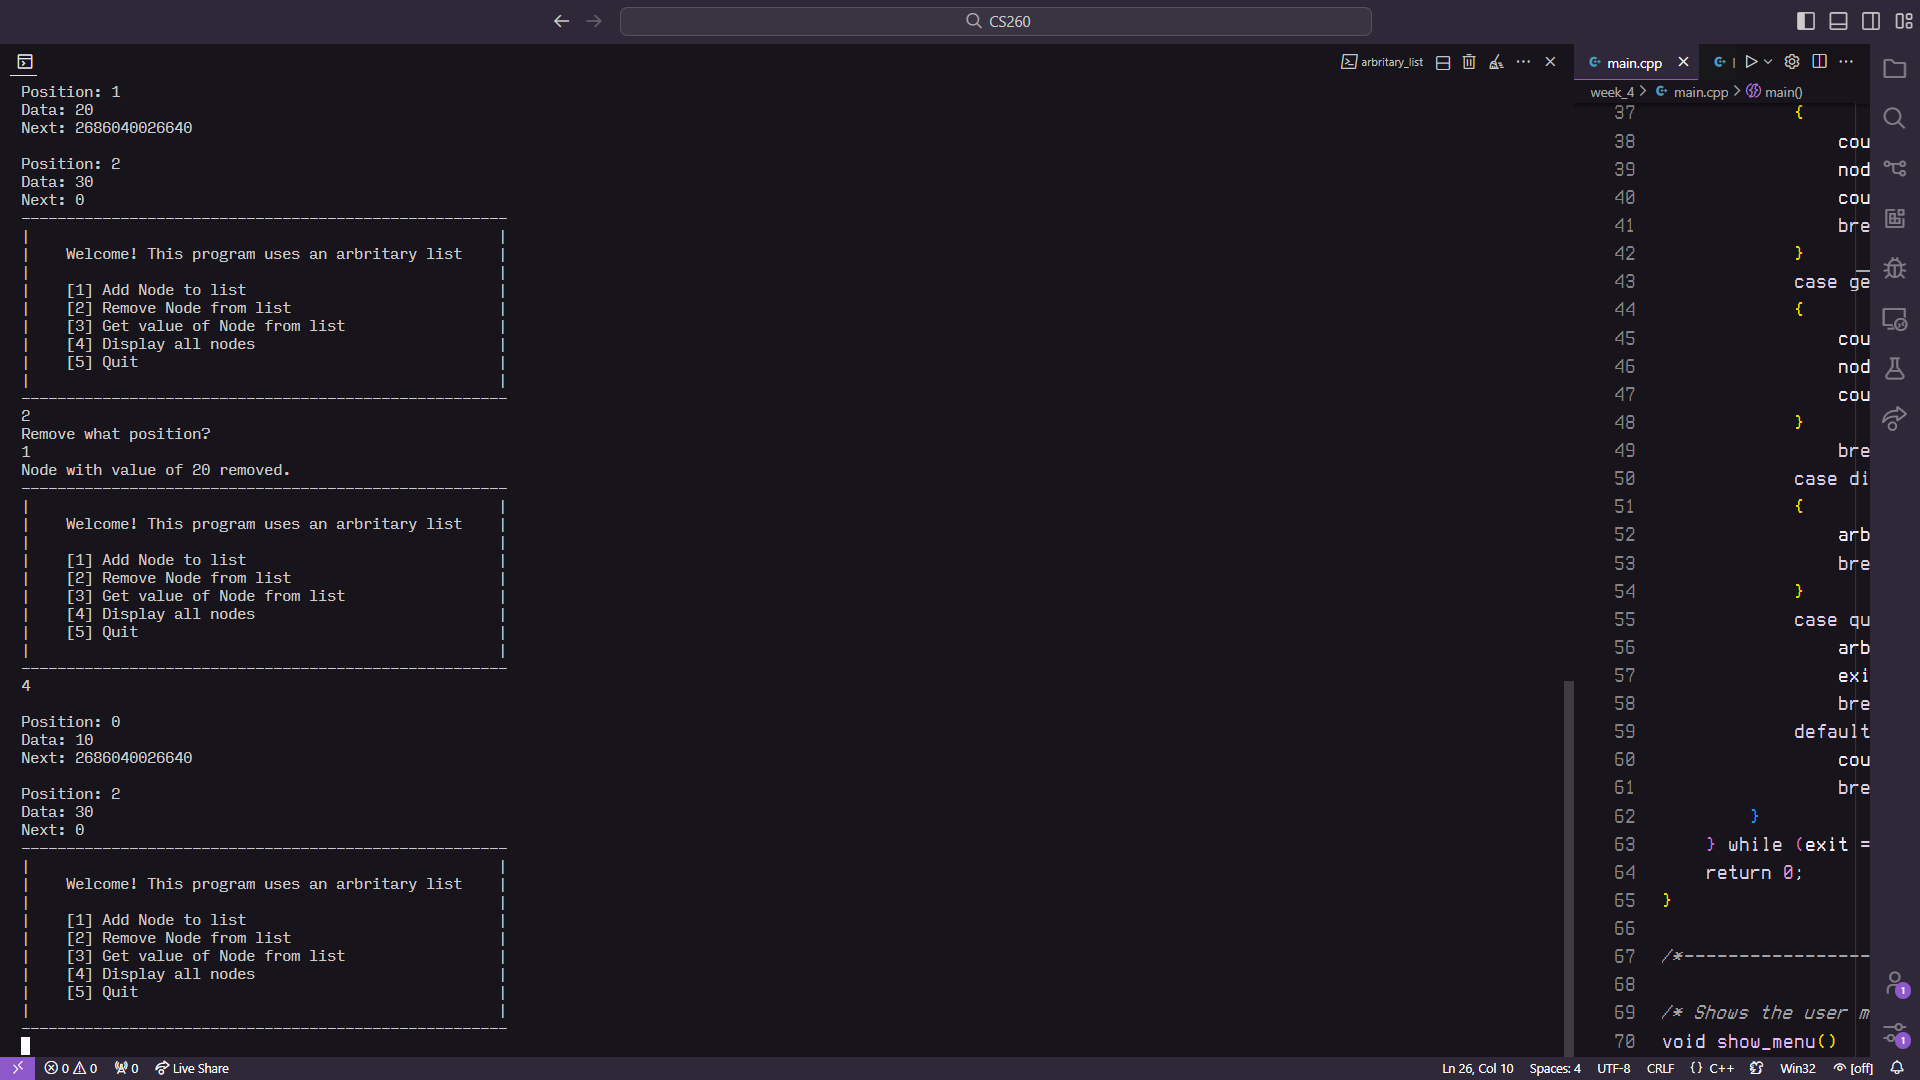 CS260
arbritary_list
main.cpp
week_4 > main.cpp > main()
Position: 1
Data: 20
Next: 2686040026640
Position: 2
Data: 30
Next: 0
------------------------------------------------------
| |
| Welcome! This program uses an arbritary list |
| |
| [1] Add Node to list |
| [2] Remove Node from list |
| [3] Get value of Node from list |
| [4] Display all nodes |
| [5] Quit |
| |
------------------------------------------------------
2
Remove what position?
1
Node with value of 20 removed.
------------------------------------------------------
| |
| Welcome! This program uses an arbritary list |
| |
| [1] Add Node to list |
| [2] Remove Node from list |
| [3] Get value of Node from list |
| [4] Display all nodes |
| [5] Quit |
| |
------------------------------------------------------
4
Position: 0
Data: 10
Next: 2686040026640
Position: 2
Data: 30
Next: 0
------------------------------------------------------
| |
| Welcome! This program uses an arbritary list |
| |
| [1] Add Node to list |
| [2] Remove Node from list |
| [3] Get value of Node from list |
| [4] Display all nodes |
| [5] Quit |
| |
------------------------------------------------------
37 {
38 cou
39 nod
40 cou
41 bre
42 }
43 case ge
44 {
45 cou
46 nod
47 cou
48 }
49 bre
50 case di
51 {
52 arb
53 bre
54 }
55 case qu
56 arb
57 exi
58 bre
59 default
60 cou
61 bre
62 }
63 } while (exit =
64 return 0;
65 }
66
67 /*-----------------
68
69 /* Shows the user m
70 void show_menu()
1
1
0 0 0 Live Share
Ln 26, Col 10 Spaces: 4 UTF-8 CRLF {} C++ Win32 [off]